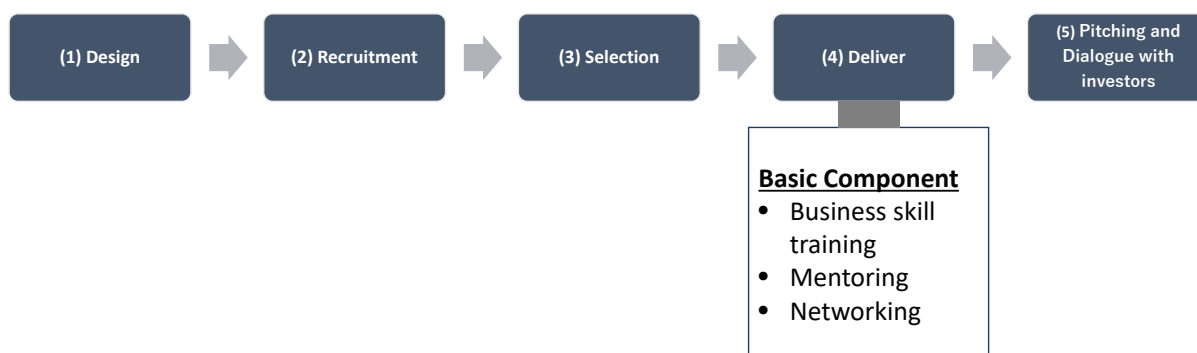 (1) Design
(2) Recruitment
(3) Selection
(4) Deliver
(5) Pitching and
Dialogue with
investors
Basic Component
• Business skill
training
• Mentoring
• Networking